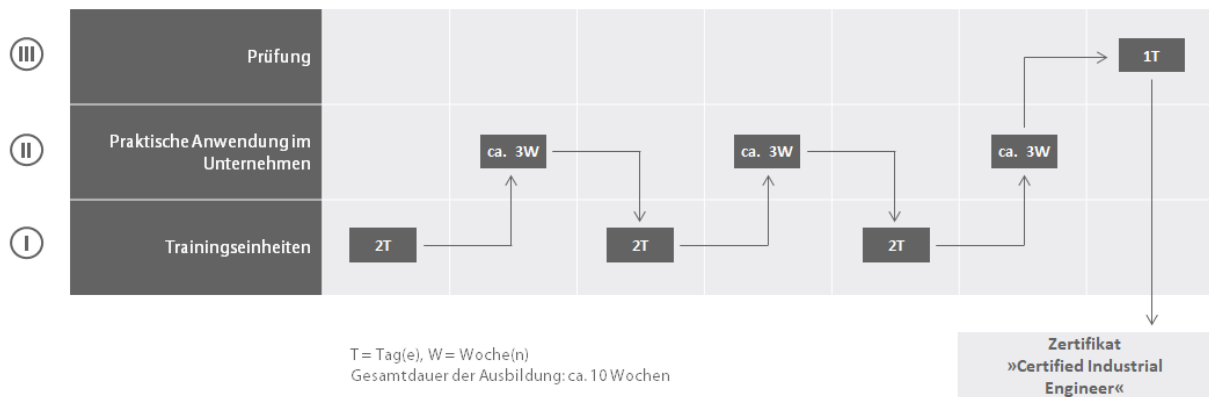 III
Prüfung
1T
II
Praktische Anwendung im
Unternehmen
ca. 3W
ca. 3W
ca. 3W
I
Trainingseinheiten
2T
2T
2T
T = Tag(e), W = Woche(n)
Gesamtdauer der Ausbildung: ca. 10 Wochen
Zertifikat
»Certified Industrial
Engineer«